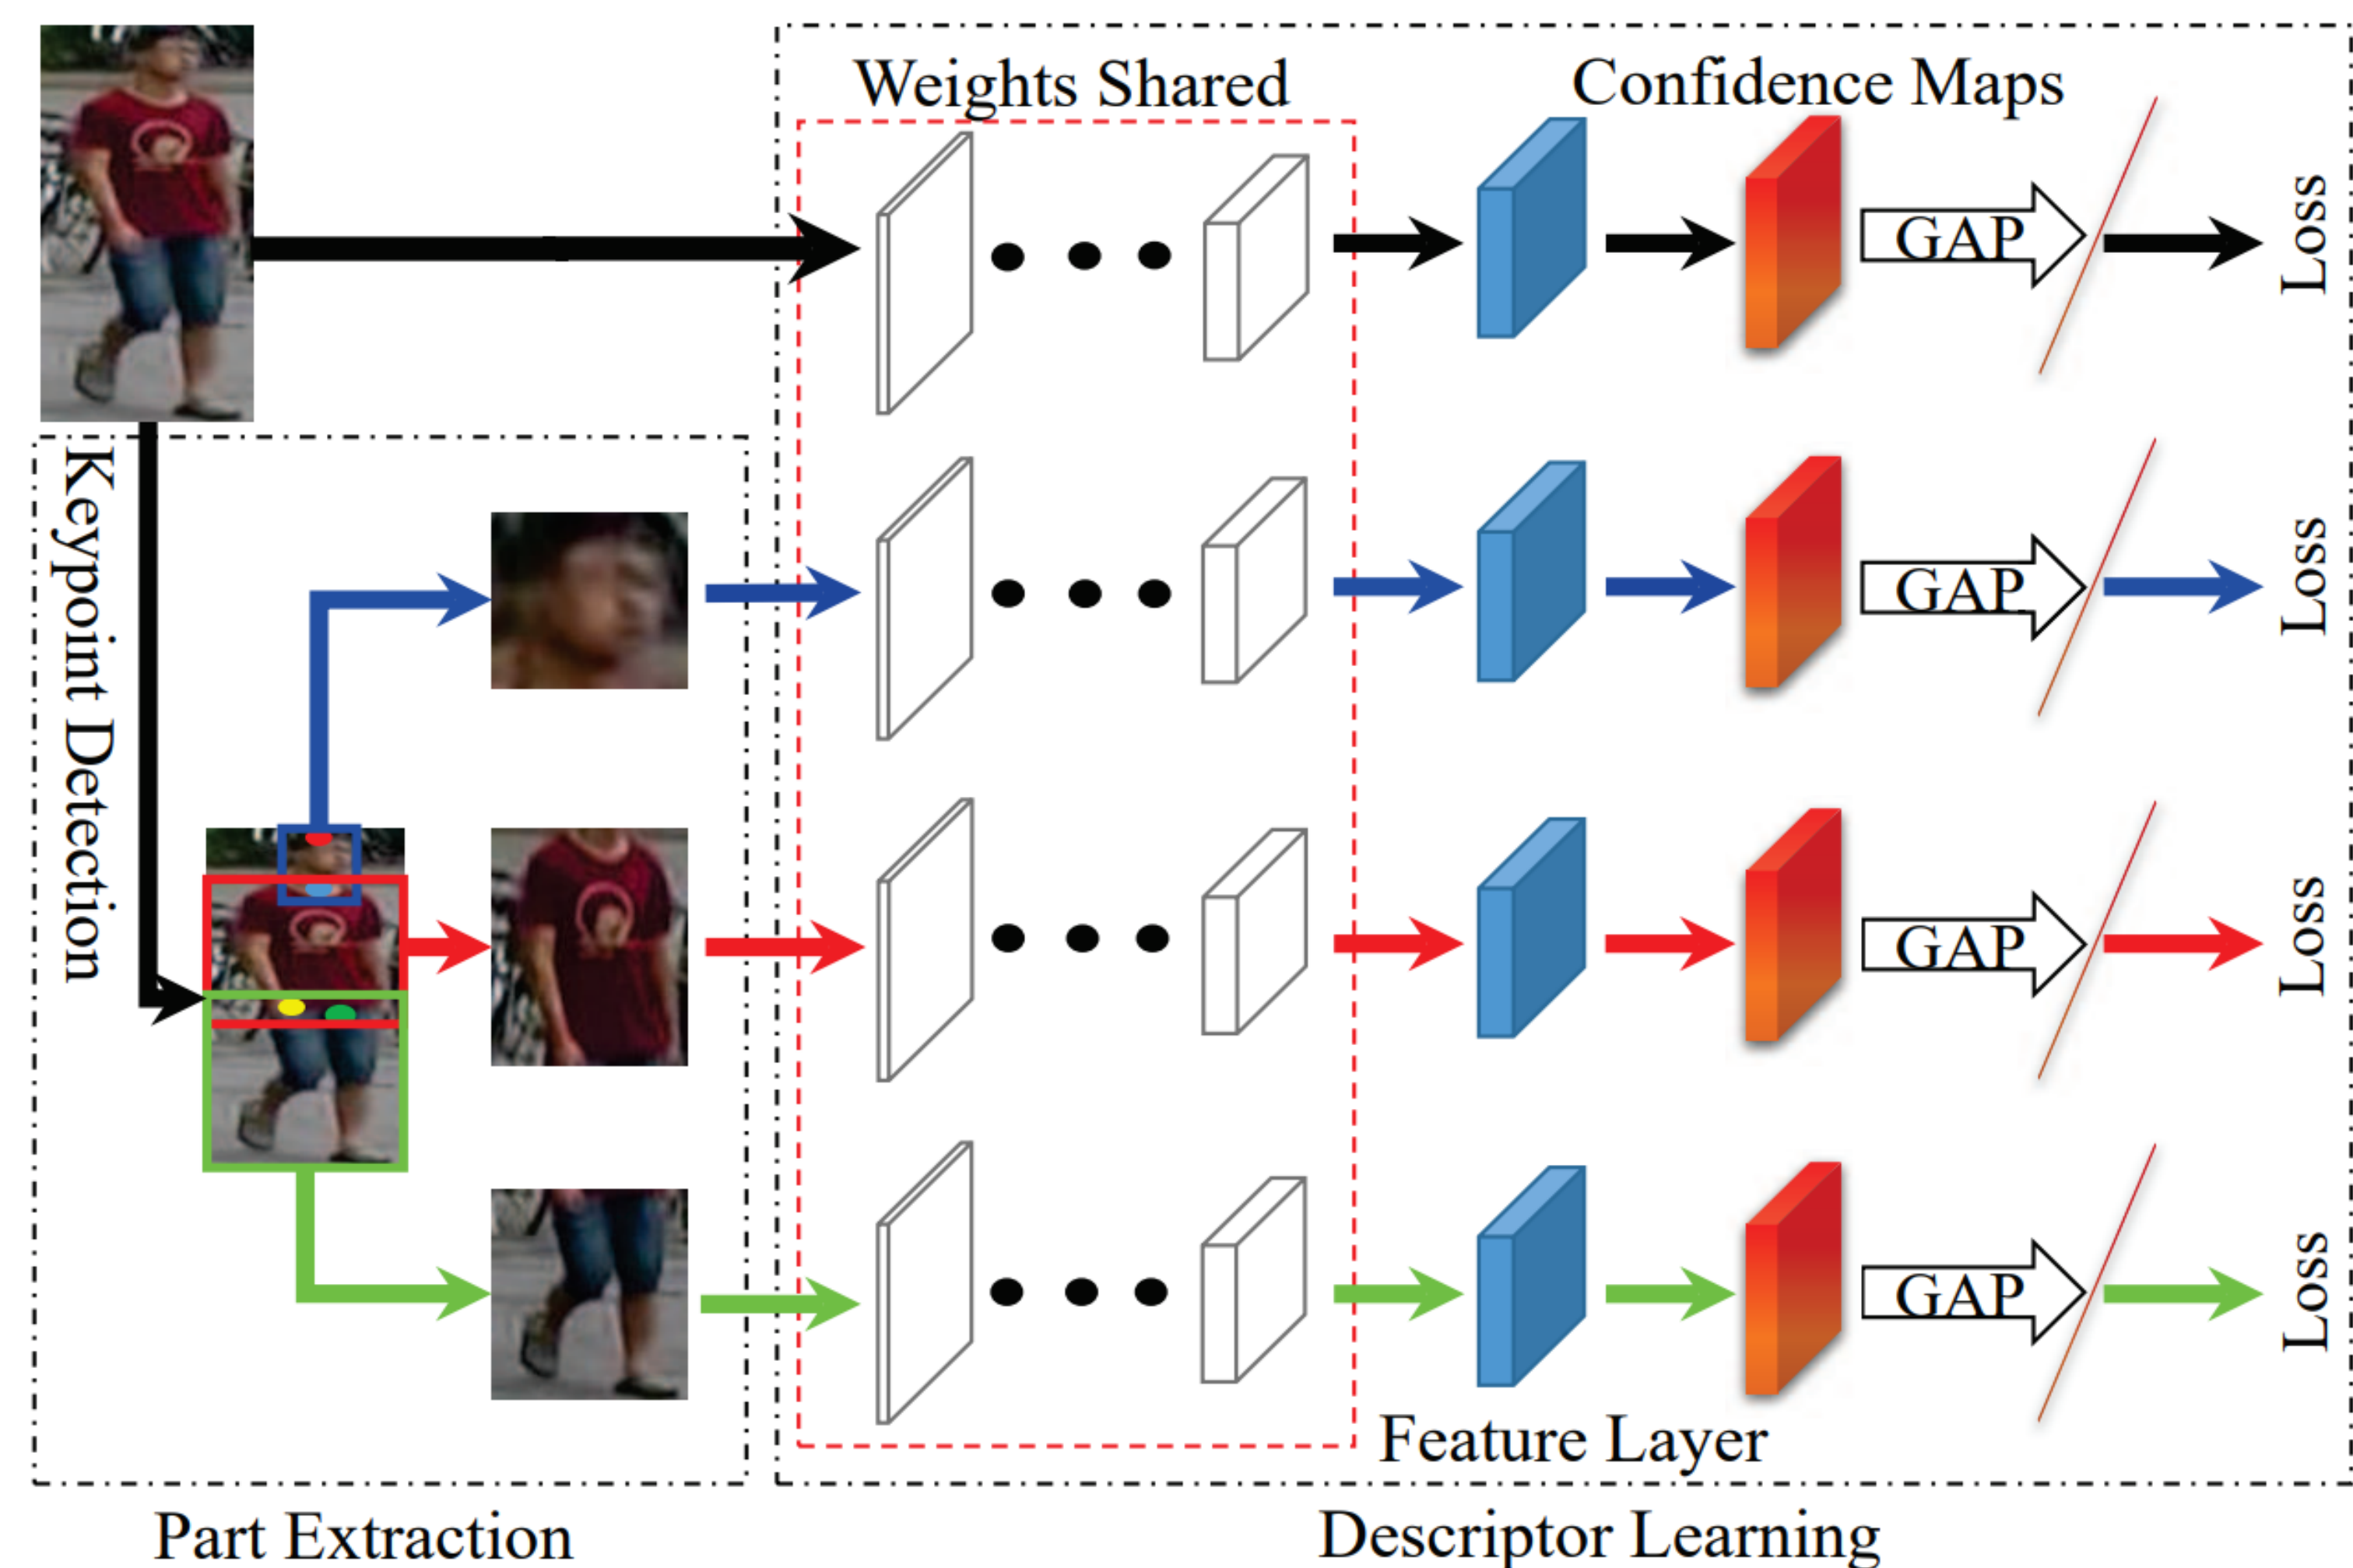 Weights Shared
Confidence Maps
GAP
Loss
Keypoint Detection
GAP
Loss
GAP
Loss
GAP
Loss
Feature Layer
Part Extraction
Descriptor Learning